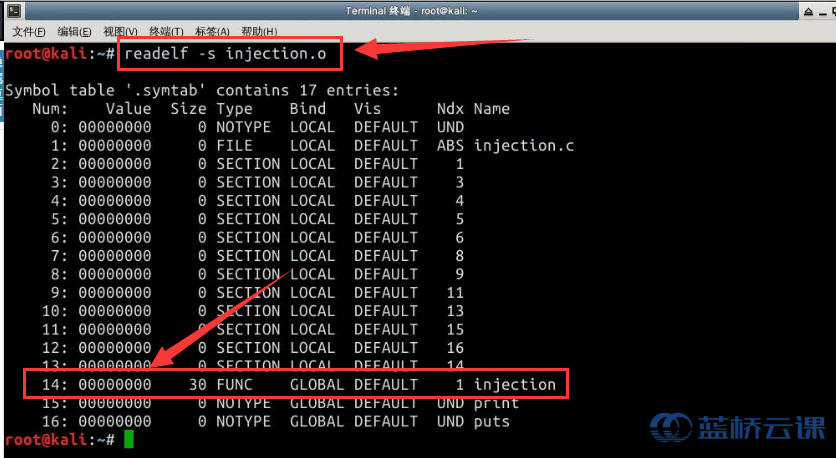 Terminal 终端 - root@kali: ~
文件(F) 编辑(E) 视图(V) 终端(T) 标签(A) 帮助(H)
root@kali:~# readelf -s injection.o
Symbol table '.symtab' contains 17 entries:
Num: Value Size Type Bind Vis Ndx Name
0: 00000000 0 NOTYPE LOCAL DEFAULT UND
1: 00000000 0 FILE LOCAL DEFAULT ABS injection.c
2: 00000000 0 SECTION LOCAL DEFAULT 1
3: 00000000 0 SECTION LOCAL DEFAULT 3
4: 00000000 0 SECTION LOCAL DEFAULT 4
5: 00000000 0 SECTION LOCAL DEFAULT 5
6: 00000000 0 SECTION LOCAL DEFAULT 6
7: 00000000 0 SECTION LOCAL DEFAULT 8
8: 00000000 0 SECTION LOCAL DEFAULT 9
9: 00000000 0 SECTION LOCAL DEFAULT 11
10: 00000000 0 SECTION LOCAL DEFAULT 13
11: 00000000 0 SECTION LOCAL DEFAULT 15
12: 00000000 0 SECTION LOCAL DEFAULT 16
13: 00000000 0 SECTION LOCAL DEFAULT 14
14: 00000000 30 FUNC GLOBAL DEFAULT 1 injection
15: 00000000 0 NOTYPE GLOBAL DEFAULT UND print
16: 00000000 0 NOTYPE GLOBAL DEFAULT UND puts
root@kali:~#
蓝桥云课